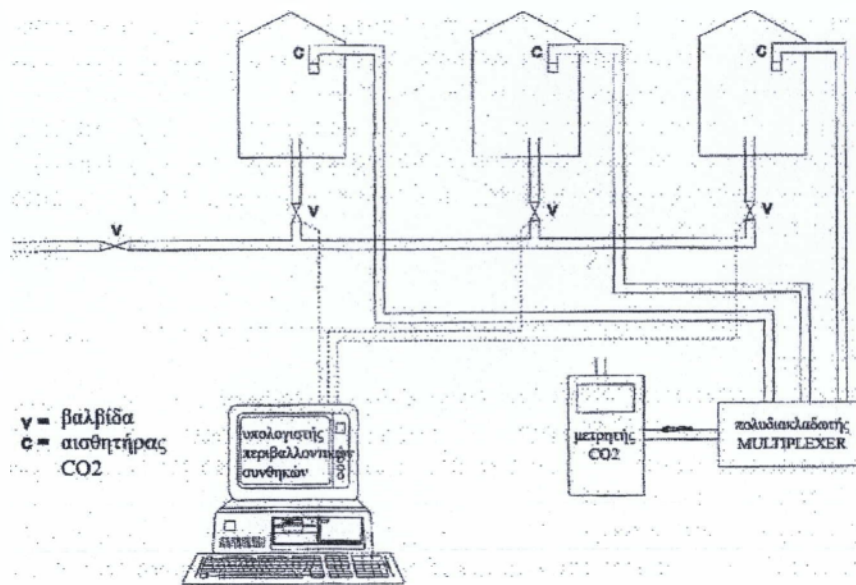 C
C
C
V
V
V
V
V = βαλβίδα
C = αισθητήρας
CO2
υπολογιστής
περιβαλλοντικών
συνθηκών
μετρητής
CO2
πολυδιακλαδωτής
MULTIPLEXER